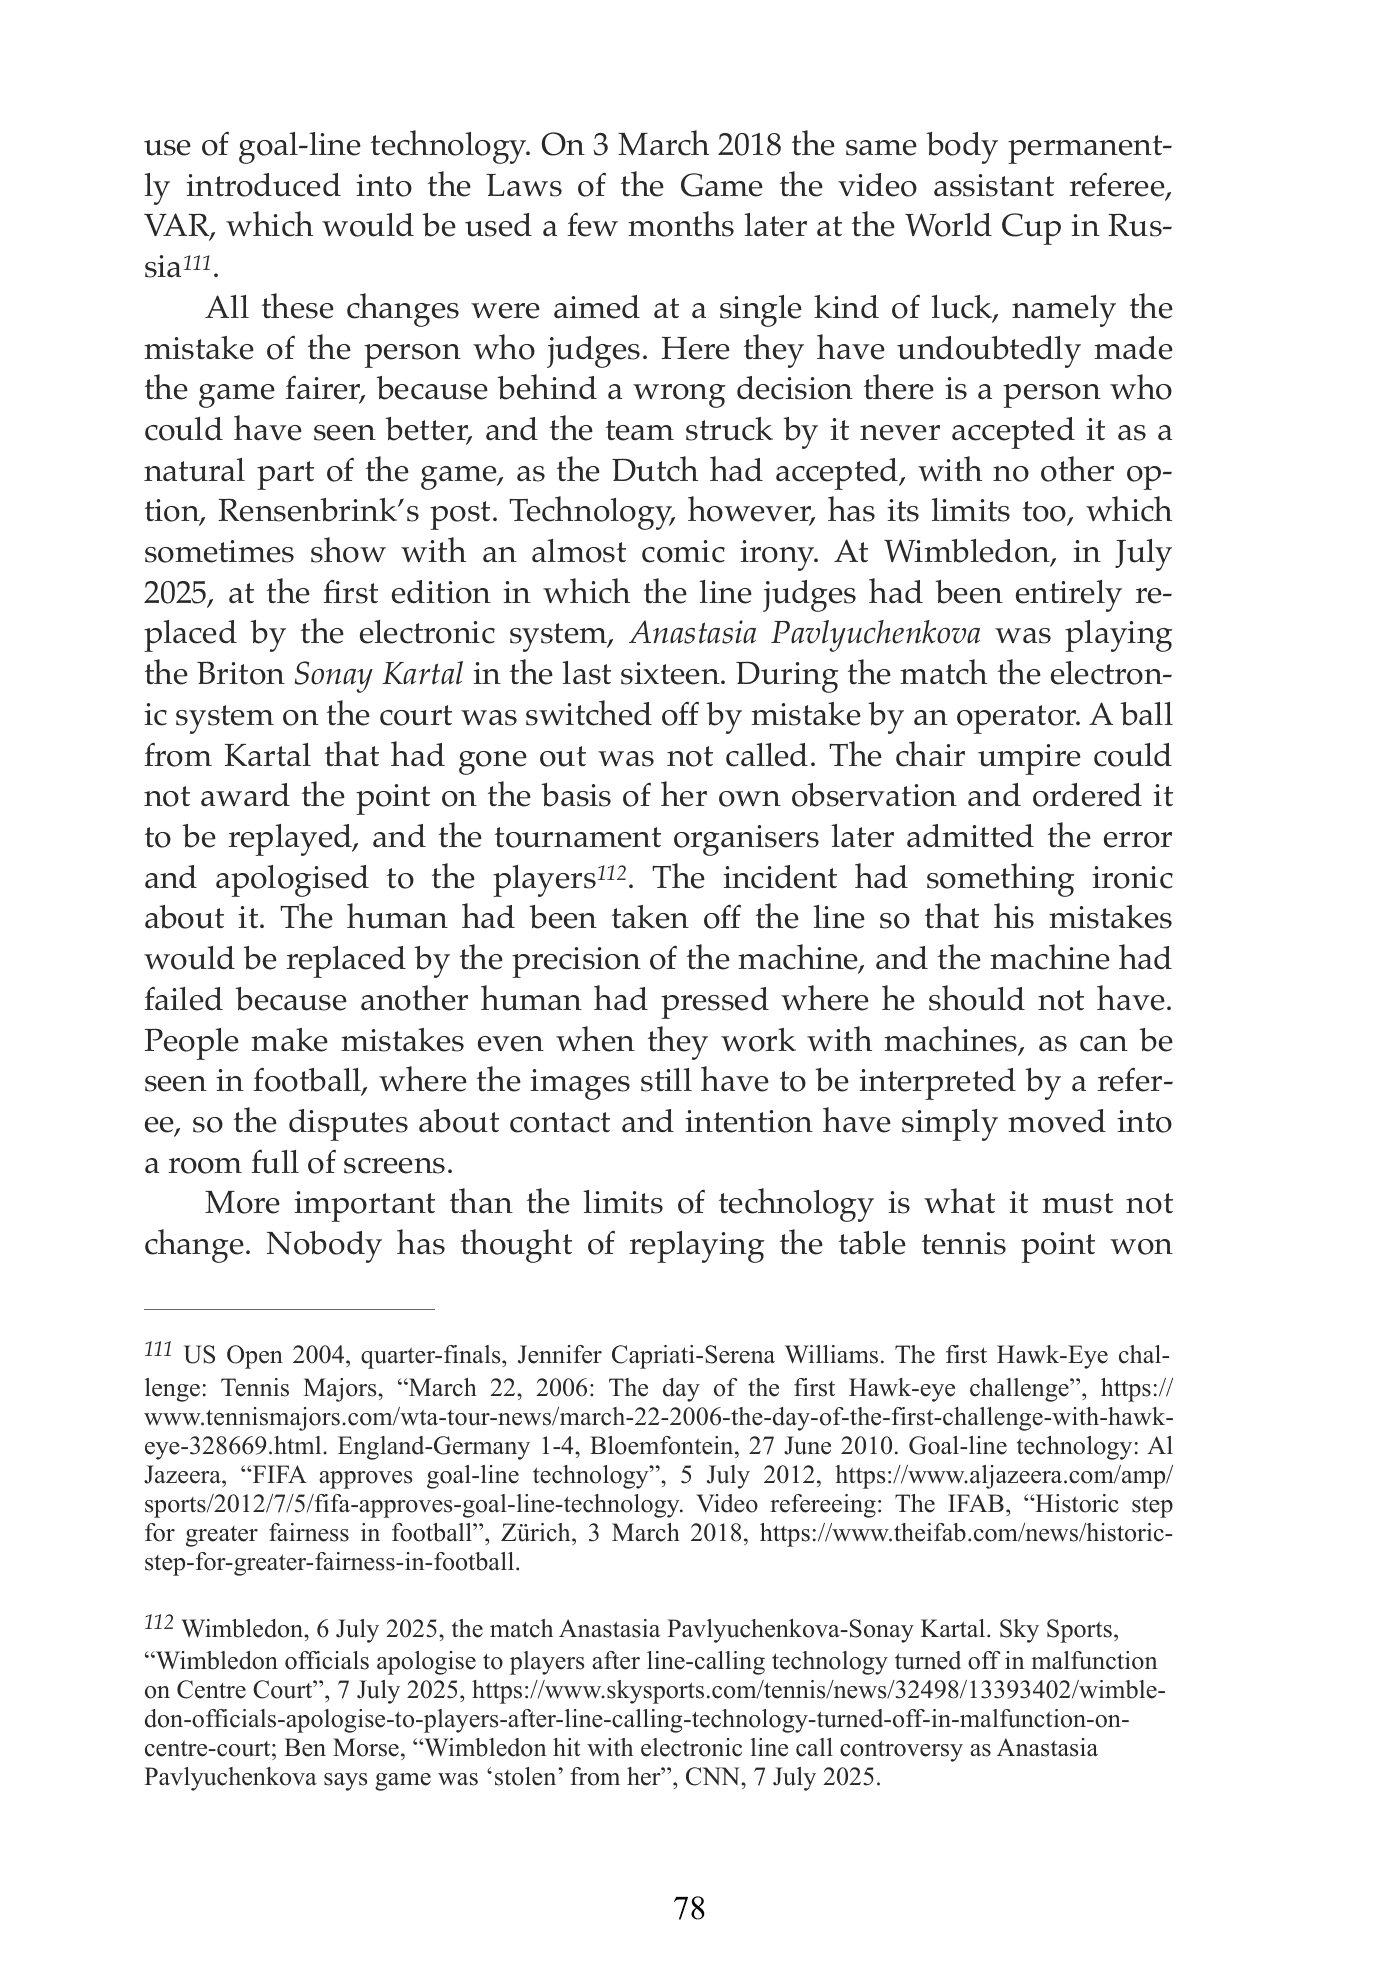 use of goal-line technology. On 3 March 2018 the same body permanent-
ly introduced into the Laws of the Game the video assistant referee,
VAR, which would be used a few months later at the World Cup in Rus-
sia111.
All these changes were aimed at a single kind of luck, namely the
mistake of the person who judges. Here they have undoubtedly made
the game fairer, because behind a wrong decision there is a person who
could have seen better, and the team struck by it never accepted it as a
natural part of the game, as the Dutch had accepted, with no other op-
tion, Rensenbrink’s post. Technology, however, has its limits too, which
sometimes show with an almost comic irony. At Wimbledon, in July
2025, at the first edition in which the line judges had been entirely re-
placed by the electronic system, Anastasia Pavlyuchenkova was playing
the Briton Sonay Kartal in the last sixteen. During the match the electron-
ic system on the court was switched off by mistake by an operator. A ball
from Kartal that had gone out was not called. The chair umpire could
not award the point on the basis of her own observation and ordered it
to be replayed, and the tournament organisers later admitted the error
and apologised to the players112. The incident had something ironic
about it. The human had been taken off the line so that his mistakes
would be replaced by the precision of the machine, and the machine had
failed because another human had pressed where he should not have.
People make mistakes even when they work with machines, as can be
seen in football, where the images still have to be interpreted by a refer-
ee, so the disputes about contact and intention have simply moved into
a room full of screens.
More important than the limits of technology is what it must not
change. Nobody has thought of replaying the table tennis point won
111 US Open 2004, quarter-finals, Jennifer Capriati-Serena Williams. The first Hawk-Eye chal-
lenge: Tennis Majors, “March 22, 2006: The day of the first Hawk-eye challenge”, https://
www.tennismajors.com/wta-tour-news/march-22-2006-the-day-of-the-first-challenge-with-hawk-
eye-328669.html. England-Germany 1-4, Bloemfontein, 27 June 2010. Goal-line technology: Al
Jazeera, “FIFA approves goal-line technology”, 5 July 2012, https://www.aljazeera.com/amp/
sports/2012/7/5/fifa-approves-goal-line-technology. Video refereeing: The IFAB, “Historic step
for greater fairness in football”, Zürich, 3 March 2018, https://www.theifab.com/news/historic-
step-for-greater-fairness-in-football.
112 Wimbledon, 6 July 2025, the match Anastasia Pavlyuchenkova-Sonay Kartal. Sky Sports,
“Wimbledon officials apologise to players after line-calling technology turned off in malfunction
on Centre Court”, 7 July 2025, https://www.skysports.com/tennis/news/32498/13393402/wimble-
don-officials-apologise-to-players-after-line-calling-technology-turned-off-in-malfunction-on-
centre-court; Ben Morse, “Wimbledon hit with electronic line call controversy as Anastasia
Pavlyuchenkova says game was ‘stolen’ from her”, CNN, 7 July 2025.
78